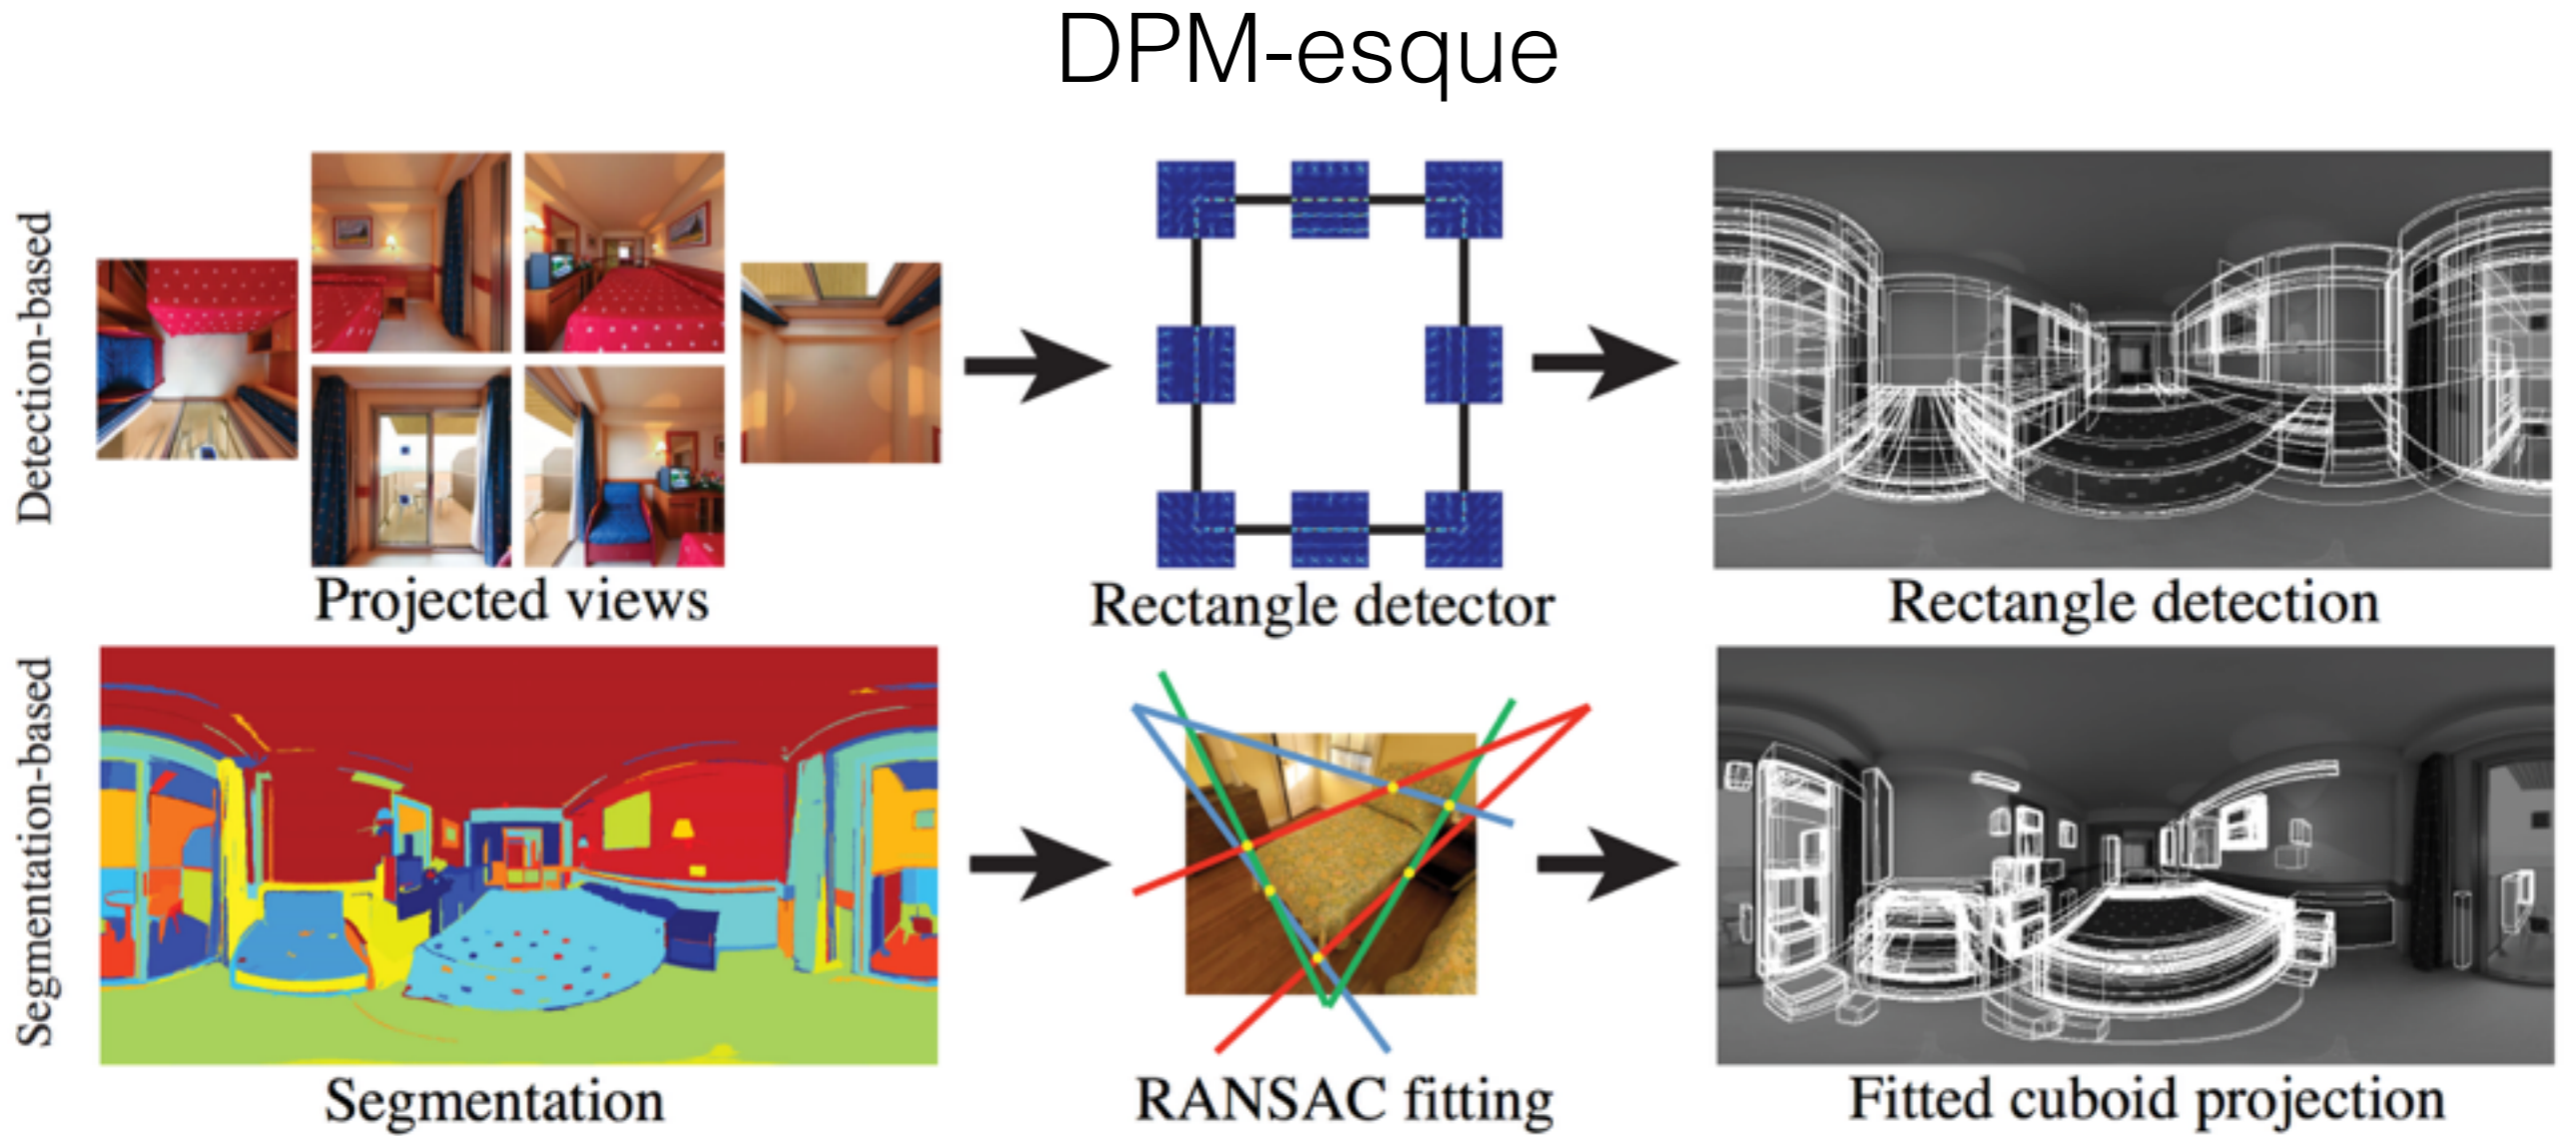 DPM-esque
Detection-based
Projected views
Rectangle detector
Rectangle detection
Segmentation-based
Segmentation
RANSAC fitting
Fitted cuboid projection